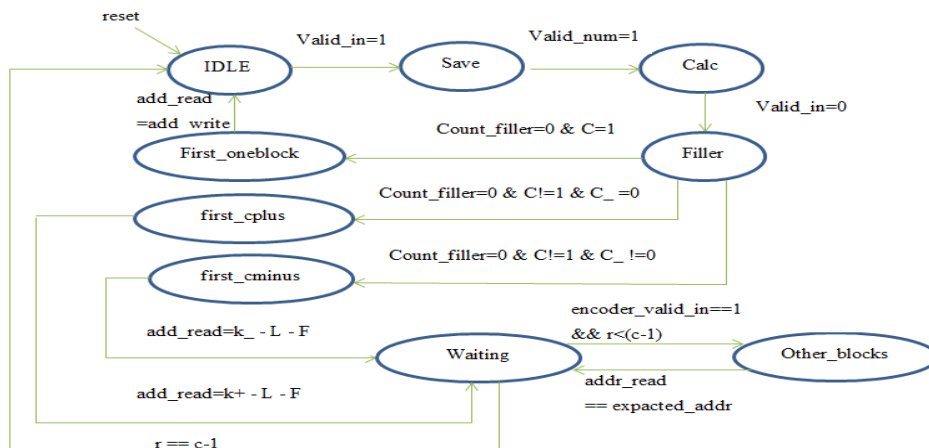 reset
Valid_in=1
Valid_num=1
IDLE
Save
Calc
add_read
=add_write
Valid_in=0
Count_filler=0 & C=1
First_oneblock
Filler
Count_filler=0 & C!=1 & C_ =0
first_cplus
Count_filler=0 & C!=1 & C_ !=0
first_cminus
encoder_valid_in==1
&& r<(c-1)
add_read=k_ - L - F
Waiting
Other_blocks
add_read=k+ - L - F
addr_read
== expacted_addr
r == c-1